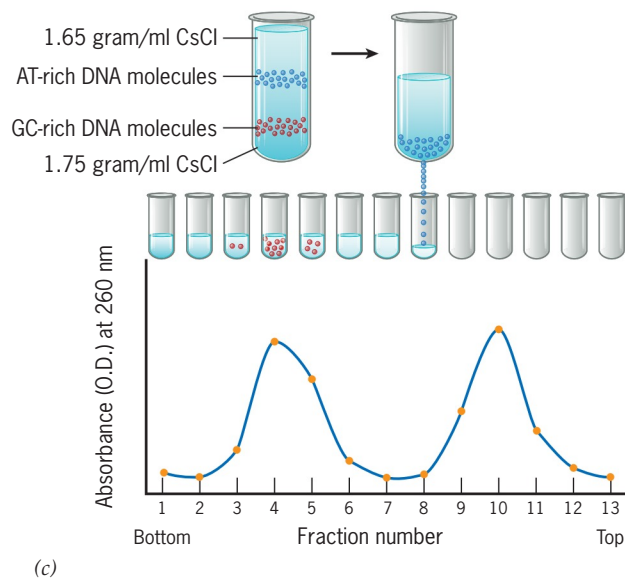 1.65 gram/ml CsCl
AT-rich DNA molecules
GC-rich DNA molecules
1.75 gram/ml CsCl
Absorbance (O.D.) at 260 nm
1 2 3 4 5 6 7 8 9 10 11 12 13
Bottom Fraction number Top
(c)